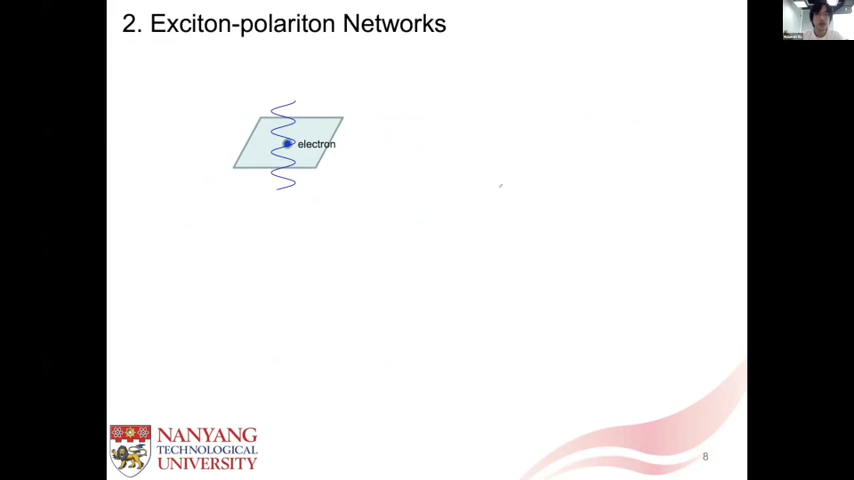 2. Exciton-polariton Networks
electron
NANYANG
TECHNOLOGICAL
UNIVERSITY
8